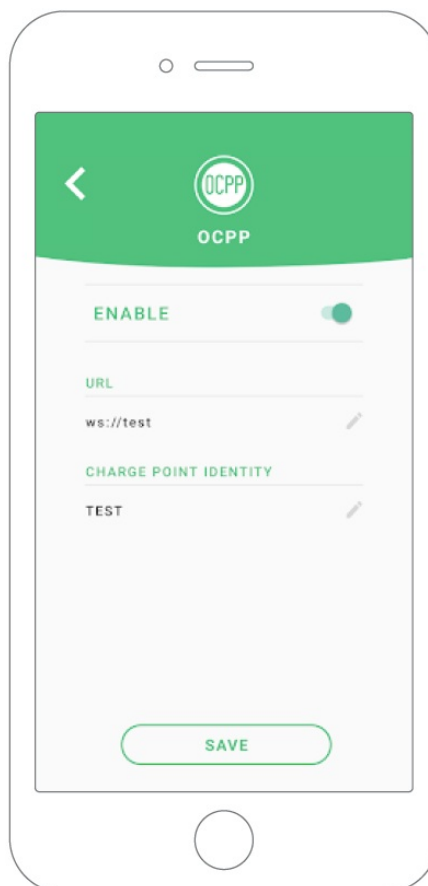 OCPP
OCPP
ENABLE
URL
ws://test
CHARGE POINT IDENTITY
TEST
SAVE